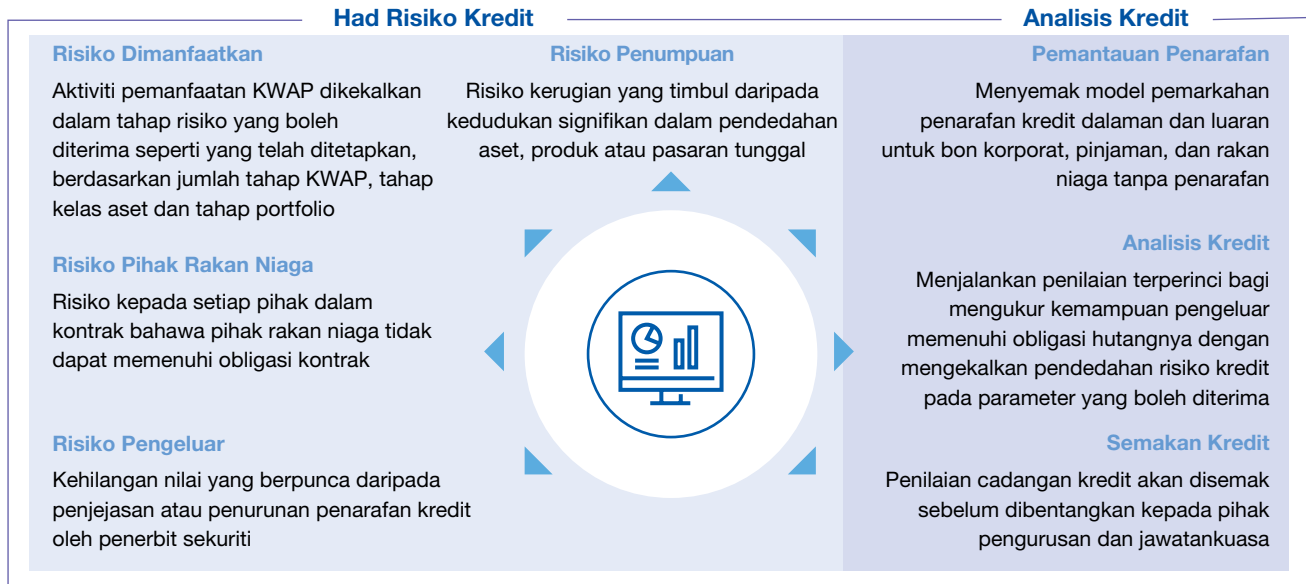 Had Risiko Kredit
Risiko Dimanfaatkan
Aktiviti pemanfaatan KWAP dikekalkan
dalam tahap risiko yang boleh
diterima seperti yang telah ditetapkan,
berdasarkan jumlah tahap KWAP, tahap
kelas aset dan tahap portfolio
Risiko Penumpuan
Risiko kerugian yang timbul daripada
kedudukan signifikan dalam pendedahan
aset, produk atau pasaran tunggal
Risiko Pihak Rakan Niaga
Risiko kepada setiap pihak dalam
kontrak bahawa pihak rakan niaga tidak
dapat memenuhi obligasi kontrak
Risiko Pengeluar
Kehilangan nilai yang berpunca daripada
penjejasan atau penurunan penarafan kredit
oleh penerbit sekuriti
Analisis Kredit
Pemantauan Penarafan
Menyemak model pemarkahan
penarafan kredit dalaman dan luaran
untuk bon korporat, pinjaman, dan rakan
niaga tanpa penarafan
Analisis Kredit
Menjalankan penilaian terperinci bagi
mengukur kemampuan pengeluar
memenuhi obligasi hutangnya dengan
mengekalkan pendedahan risiko kredit
pada parameter yang boleh diterima
Semakan Kredit
Penilaian cadangan kredit akan disemak
sebelum dibentangkan kepada pihak
pengurusan dan jawatankuasa